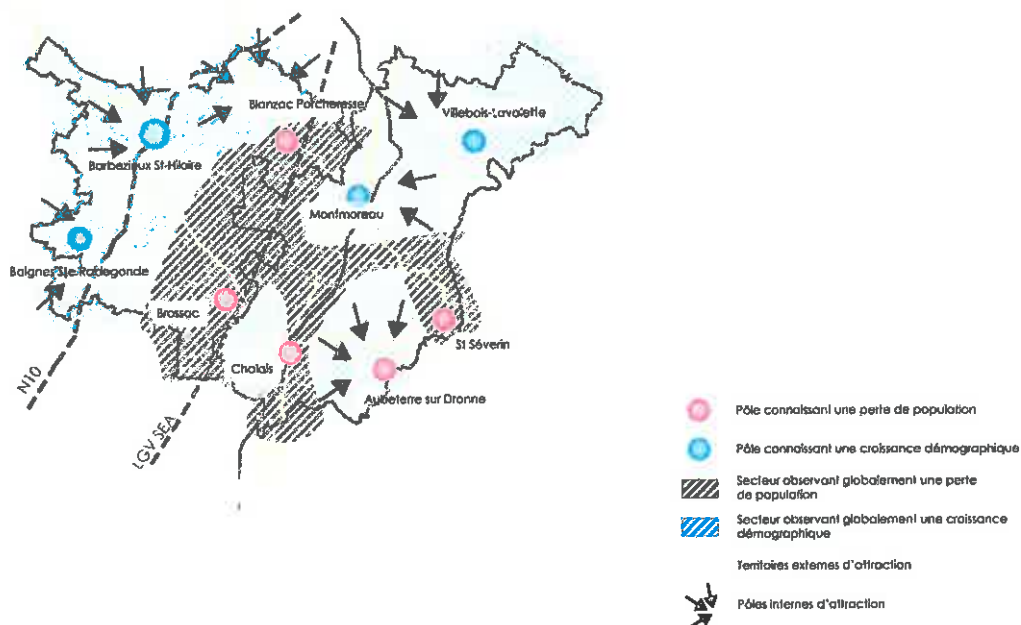 Blanzac Porcheresse
Villebois-Lavalette
Barbezieux St-Hilaire
Montmoreau
Baignes Ste-Radegonde
Brossac
St Séverin
Chalais
Aubeterre sur Dronne
N10
LGV SEA
Pôle connaissant une perte de population
Pôle connaissant une croissance démographique
Secteur observant globalement une perte
de population
Secteur observant globalement une croissance
démographique
Territoires externes d'attraction
Pôles internes d'attraction